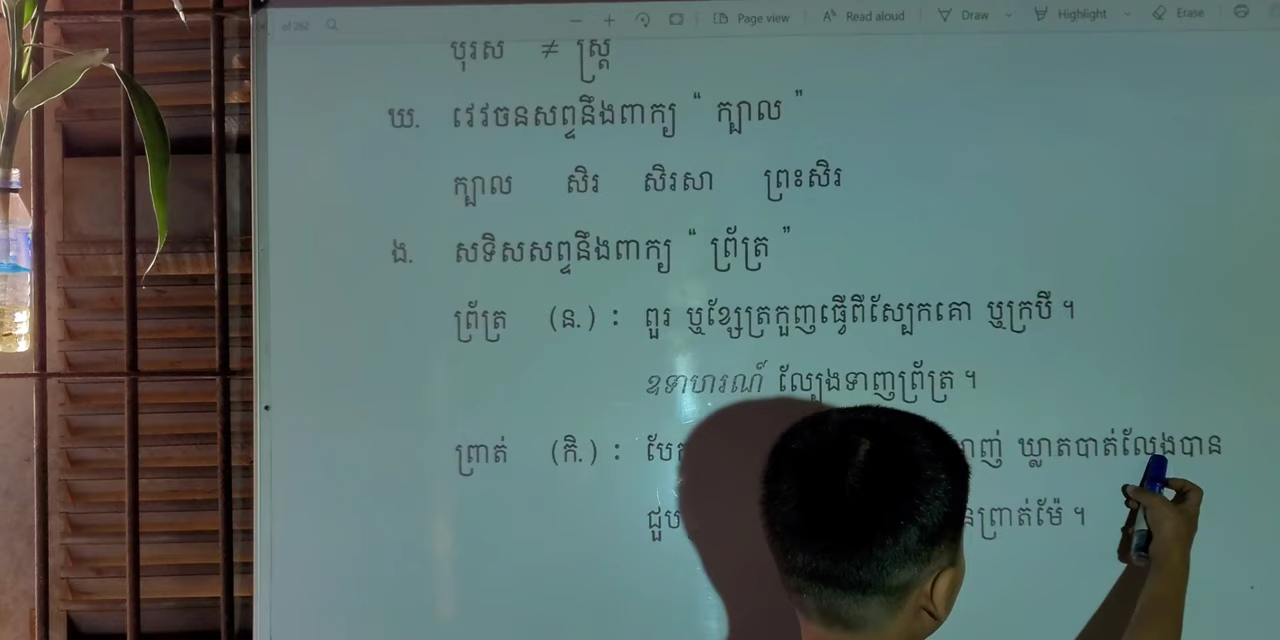 of 262 Page view Read aloud Draw Highlight Erase
បុរស ≠ ស្ត្រី
ឃ. វេវចនសព្ទនឹងពាក្យ “ ក្បាល ”
ក្បាល សិរ សិរសា ព្រះសិរ
ង. សទិសសព្ទនឹងពាក្យ “ ព្រ័ត្រ ”
ព្រ័ត្រ (ន.) : ពួរ ឬខ្សែត្រកួញធ្វើពីស្បែកគោ ឬក្របី ។
ឧទាហរណ៍ ល្បែងទាញព្រ័ត្រ ។
ព្រាត់ (កិ.) : ឃ្លាតបាត់លែងបាន
ជួប ព្រាត់ម៉ែ ។